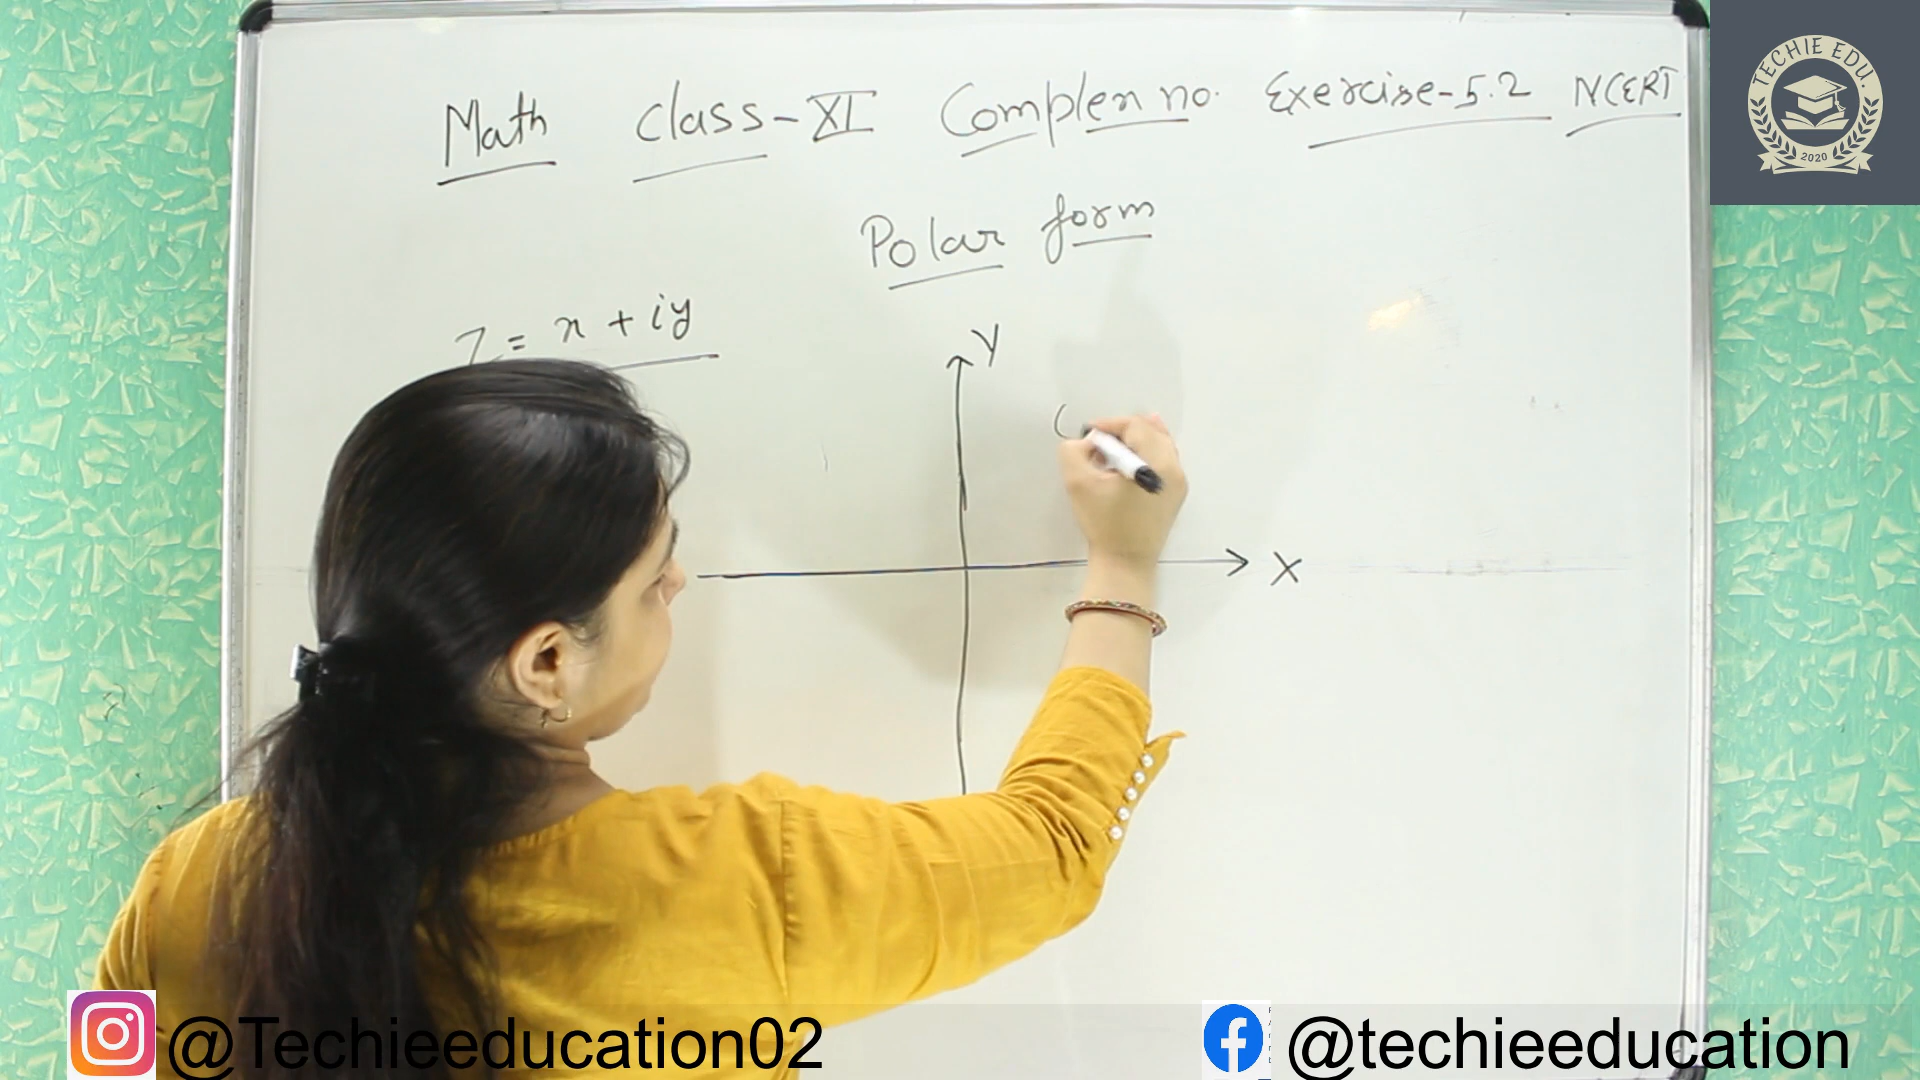 Math class-XI Complex no. Exercise-5.2 NCERT
Polar form
Z = x + iy
Y
(
X
TECHIE EDU.
2020
@Techieeducation02
@techieeducation